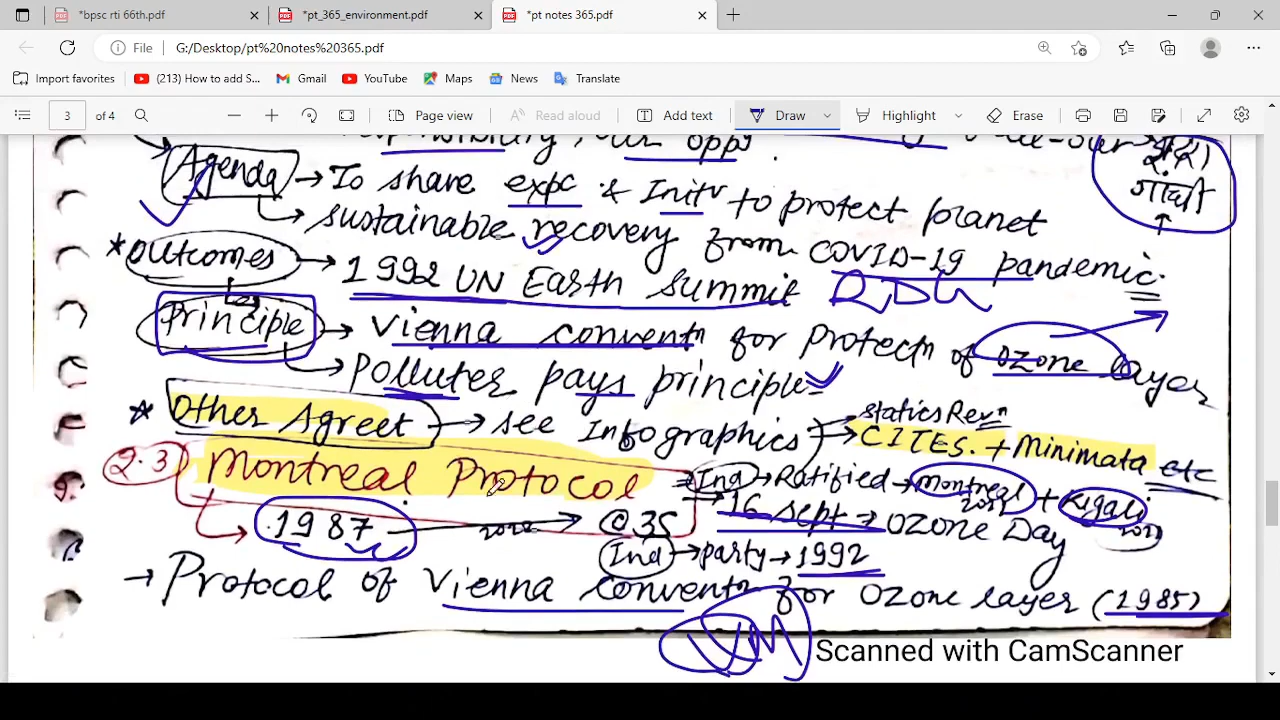 *bpsc rti 66th.pdf
*pt_365_environment.pdf
*pt notes 365.pdf
File G:/Desktop/pt%20notes%20365.pdf
Import favorites
(213) How to add S...
Gmail
YouTube
Maps
News
Translate
3 of 4
Page view
Read aloud
Add text
Draw
Highlight
Erase
Agenda → To share expc & Initv to protect planet
→ sustainable recovery from COVID-19 pandemic.
*Outcomes → 1992 UN Earth summit
Principle → Vienna conventn for Protectn of ozone layer
→ Polluter pays principle
* Other Agreet → see Infographics → CITES. + Minimata etc
2.3 Montreal Protocol
Ind → Ratified → montreal + Kigali
1987 → @35
16 sept → Ozone Day
Ind → party → 1992
→ Protocol of Vienna Conventn for Ozone layer (1985)
VM
Scanned with CamScanner